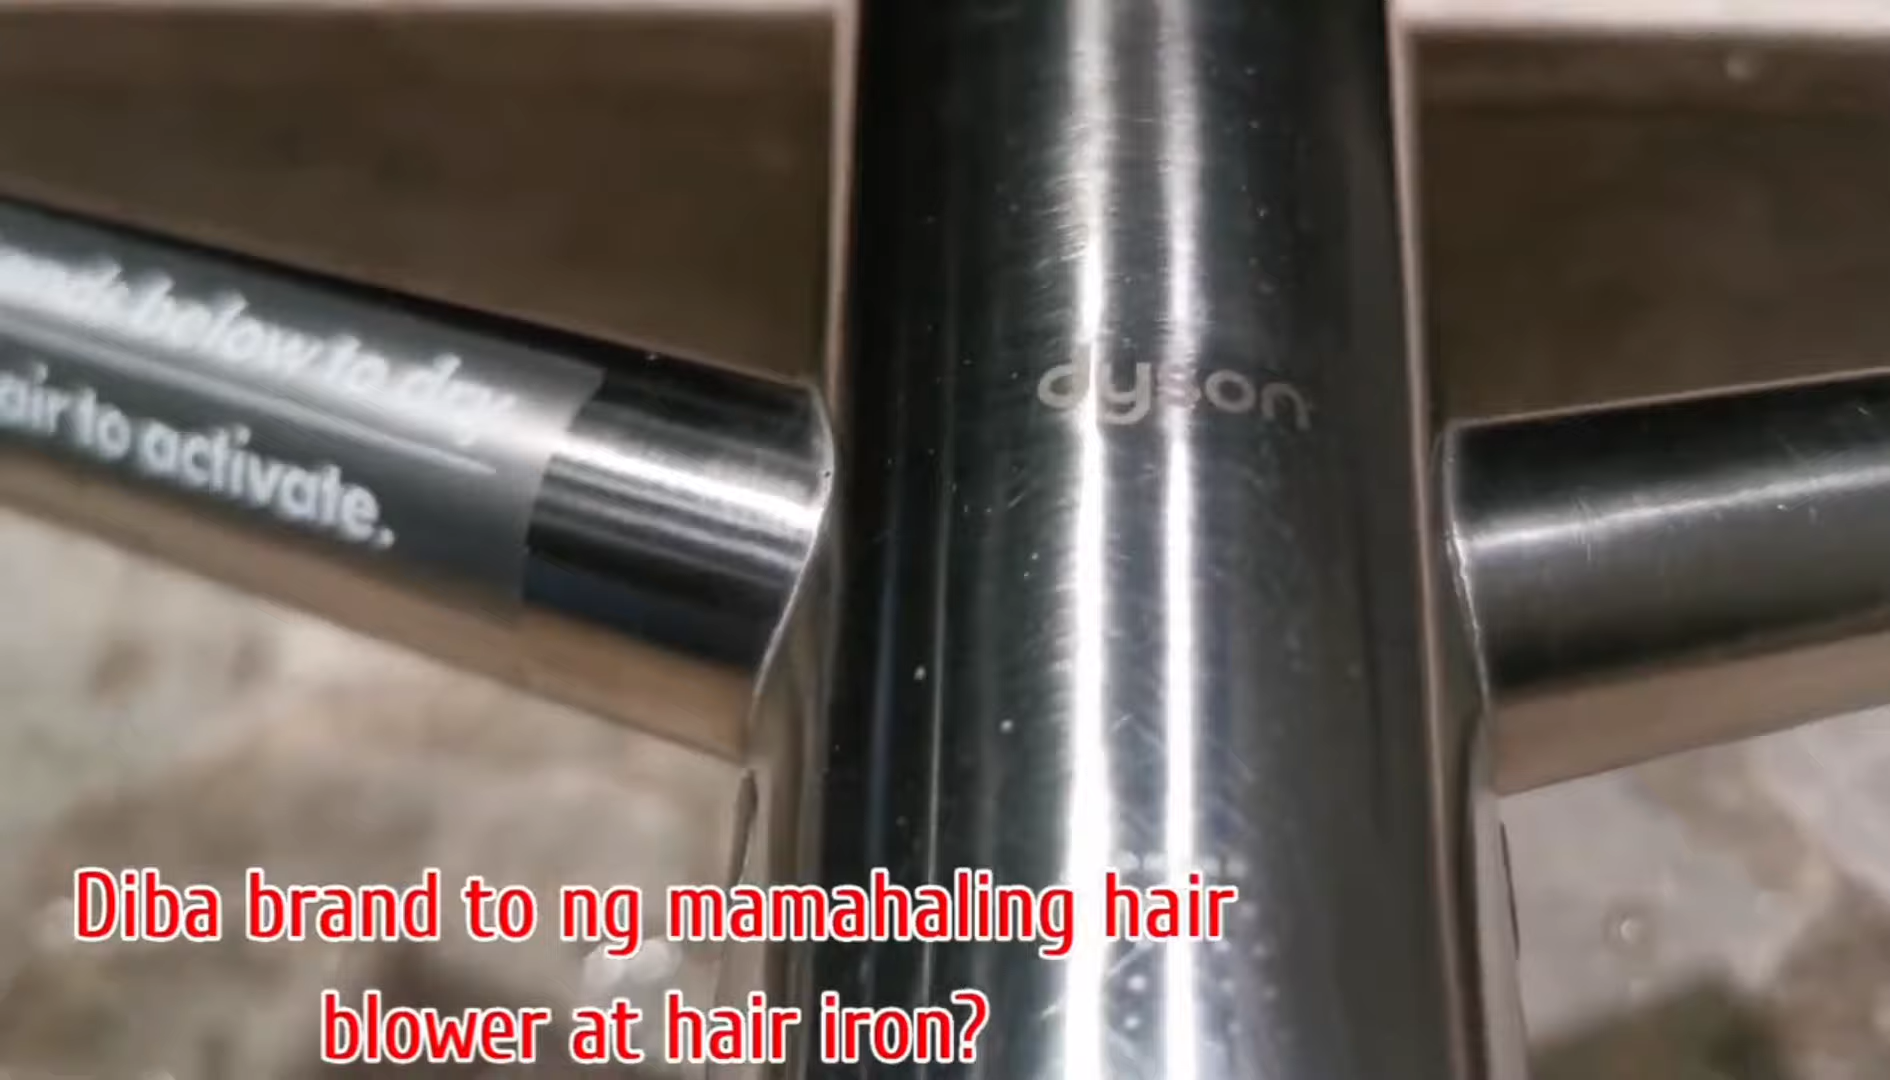 dyson
below to dry
air to activate.
Diba brand to ng mamahaling hair
blower at hair iron?